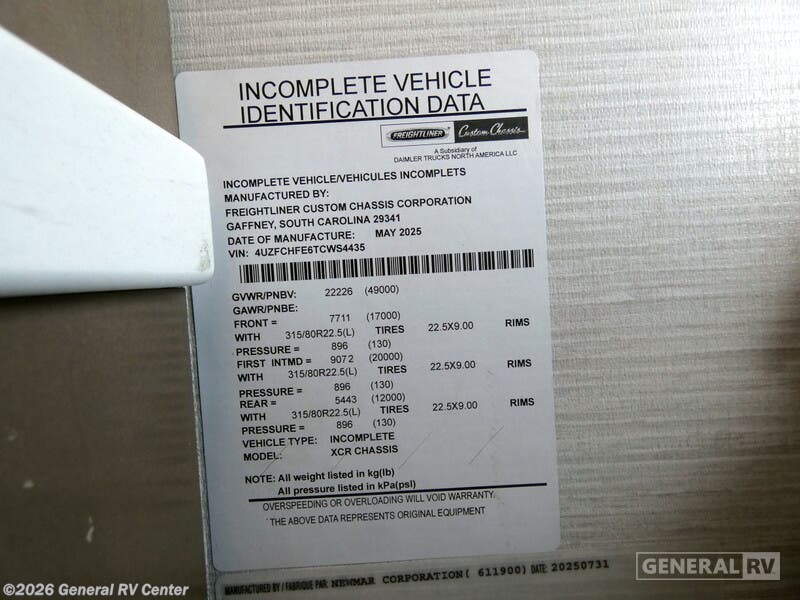 INCOMPLETE VEHICLE
IDENTIFICATION DATA
FREIGHTLINER Custom Chassis
A Subsidiary of
DAIMLER TRUCKS NORTH AMERICA LLC
INCOMPLETE VEHICLE/VEHICULES INCOMPLETS
MANUFACTURED BY:
FREIGHTLINER CUSTOM CHASSIS CORPORATION
GAFFNEY, SOUTH CAROLINA 29341
DATE OF MANUFACTURE: MAY 2025
VIN: 4UZFCHFE6TCWS4435
GVWR/PNBV: 22226 (49000)
GAWR/PNBE:
FRONT = 7711 (17000)
WITH 315/80R22.5(L) TIRES 22.5X9.00 RIMS
PRESSURE = 896 (130)
FIRST INTMD = 9072 (20000)
WITH 315/80R22.5(L) TIRES 22.5X9.00 RIMS
PRESSURE = 896 (130)
REAR = 5443 (12000)
WITH 315/80R22.5(L) TIRES 22.5X9.00 RIMS
PRESSURE = 896 (130)
VEHICLE TYPE: INCOMPLETE
MODEL: XCR CHASSIS
NOTE: All weight listed in kg(lb)
All pressure listed in kPa(psi)
OVERSPEEDING OR OVERLOADING WILL VOID WARRANTY.
THE ABOVE DATA REPRESENTS ORIGINAL EQUIPMENT
MANUFACTURED BY / FABRIQUE PAR: NEWMAR CORPORATION( 611900) DATE: 20250731
GENERAL RV
©2026 General RV Center